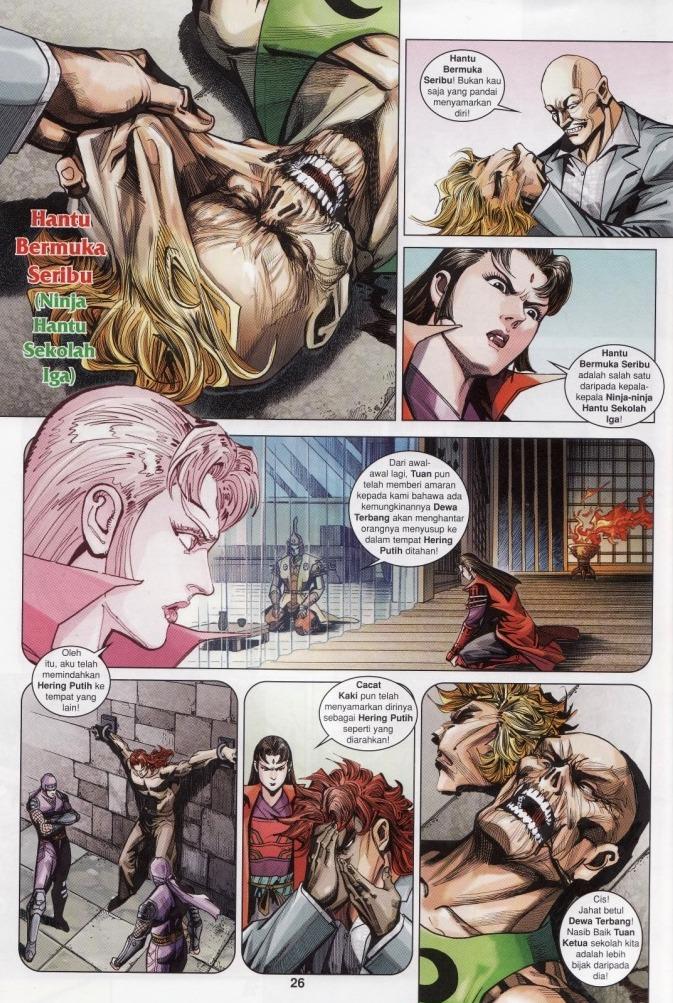 Hantu
Bermuka
Seribu
(Ninja
Hantu
Sekolah
Iga)
Hantu
Bermuka
Seribu! Bukan kau
saja yang pandai
menyamarkan
diri!
Hantu
Bermuka Seribu
adalah salah satu
daripada kepala-
kepala Ninja-ninja
Hantu Sekolah
Iga!
Dari awal-
awal lagi, Tuan pun
telah memberi amaran
kepada kami bahawa ada
kemungkinannya Dewa
Terbang akan menghantar
orangnya menyusup ke
dalam tempat Hering
Putih ditahan!
Oleh
itu, aku telah
memindahkan
Hering Putih ke
tempat yang
lain!
Cacat
Kaki pun telah
menyamarkan dirinya
sebagai Hering Putih
seperti yang
diarahkan!
Cis!
Jahat betul
Dewa Terbang!
Nasib Baik Tuan
Ketua sekolah kita
adalah lebih
bijak daripada
dia!
26